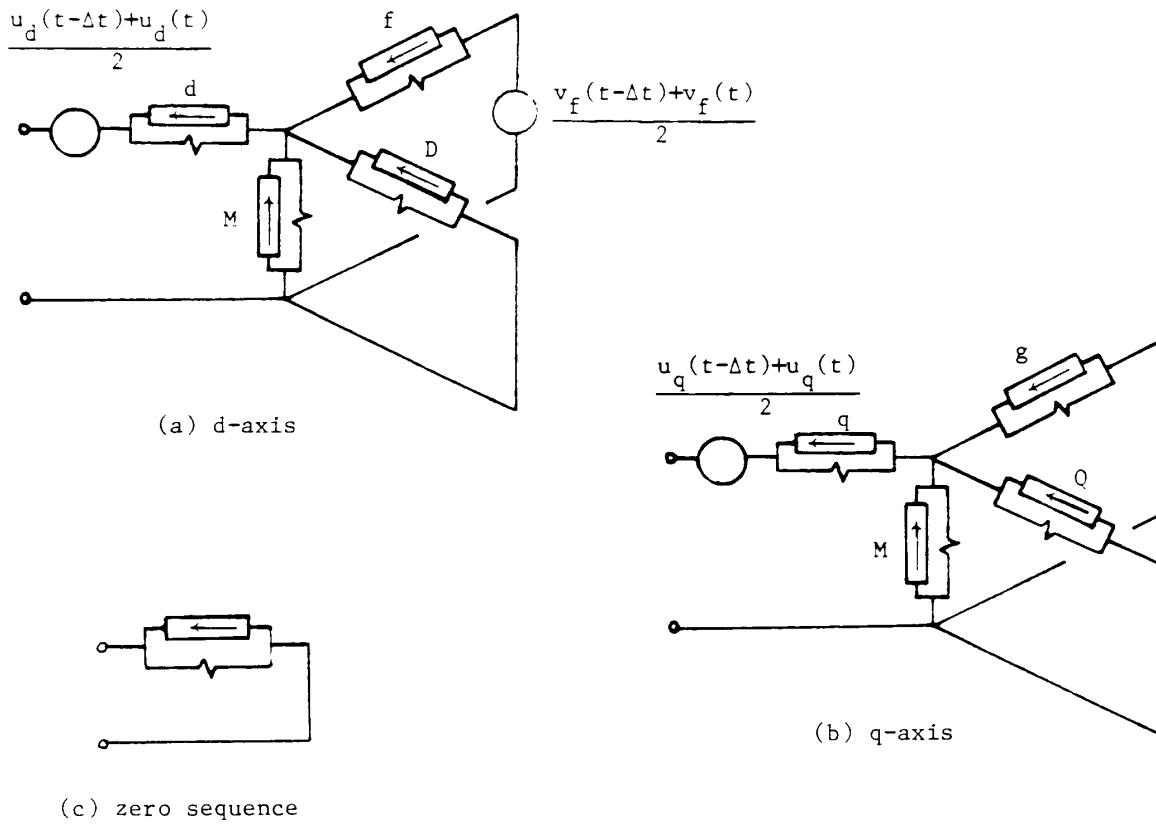 u_d(t-Δt)+u_d(t)
2
f
d
v_f(t-Δt)+v_f(t)
2
D
M
(a) d-axis
u_q(t-Δt)+u_q(t)
2
g
q
Q
M
(b) q-axis
(c) zero sequence